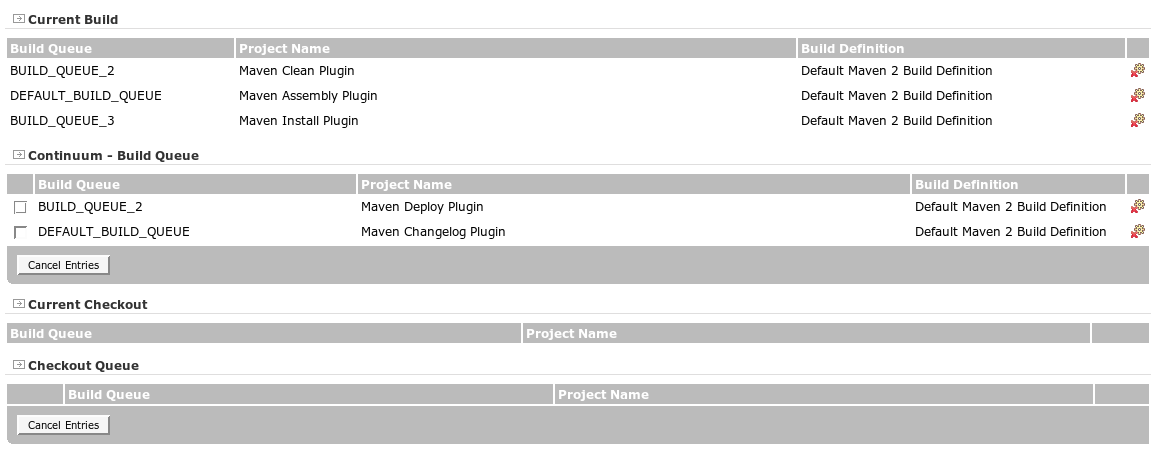 Current Build
Build Queue Project Name Build Definition
BUILD_QUEUE_2 Maven Clean Plugin Default Maven 2 Build Definition
DEFAULT_BUILD_QUEUE Maven Assembly Plugin Default Maven 2 Build Definition
BUILD_QUEUE_3 Maven Install Plugin Default Maven 2 Build Definition
Continuum - Build Queue
Build Queue Project Name Build Definition
BUILD_QUEUE_2 Maven Deploy Plugin Default Maven 2 Build Definition
DEFAULT_BUILD_QUEUE Maven Changelog Plugin Default Maven 2 Build Definition
Cancel Entries
Current Checkout
Build Queue Project Name
Checkout Queue
Build Queue Project Name
Cancel Entries